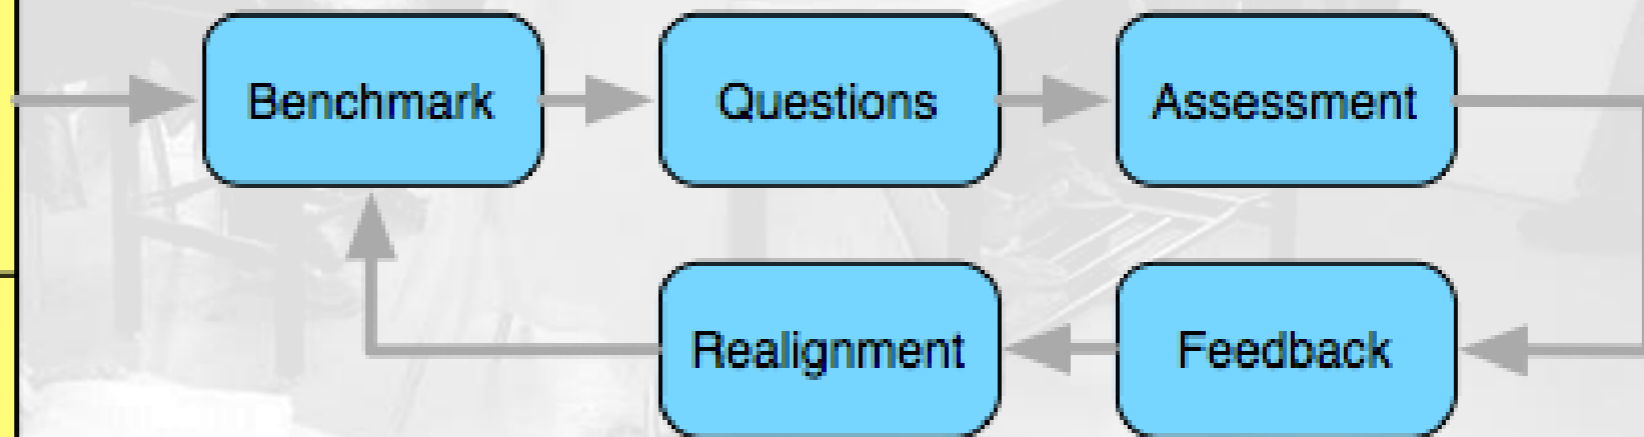 Benchmark
Questions
Assessment
Realignment
Feedback